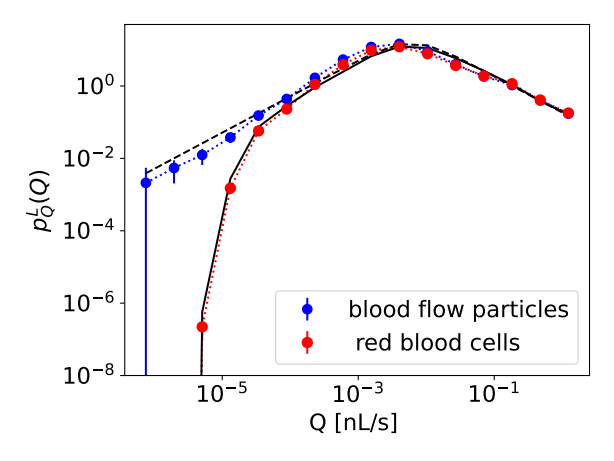 p_Q^L(Q)
10^0
10^-2
10^-4
10^-6
10^-8
blood flow particles
red blood cells
10^-5 10^-3 10^-1
Q [nL/s]